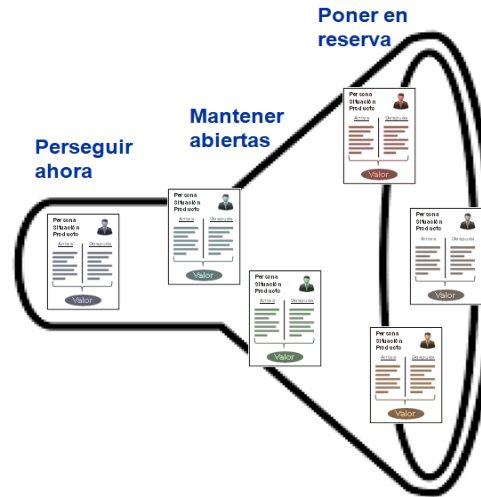 Poner en
reserva
Mantener
abiertas
Perseguir
ahora
Persona
Situación
Producto
Antes Después
Valor
Persona
Situación
Producto
Antes Después
Valor
Persona
Situación
Producto
Antes Después
Valor
Persona
Situación
Producto
Antes Después
Valor
Persona
Situación
Producto
Antes Después
Valor
Persona
Situación
Producto
Antes Después
Valor